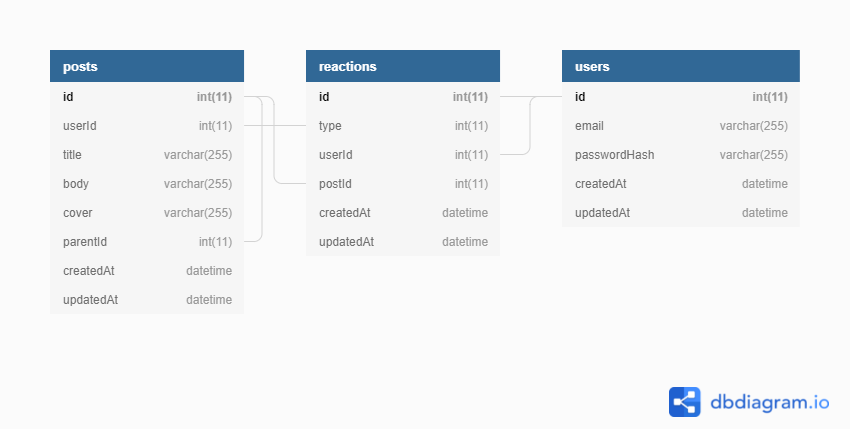 posts
id int(11)
userId int(11)
title varchar(255)
body varchar(255)
cover varchar(255)
parentId int(11)
createdAt datetime
updatedAt datetime
reactions
id int(11)
type int(11)
userId int(11)
postId int(11)
createdAt datetime
updatedAt datetime
users
id int(11)
email varchar(255)
passwordHash varchar(255)
createdAt datetime
updatedAt datetime
dbdiagram.io